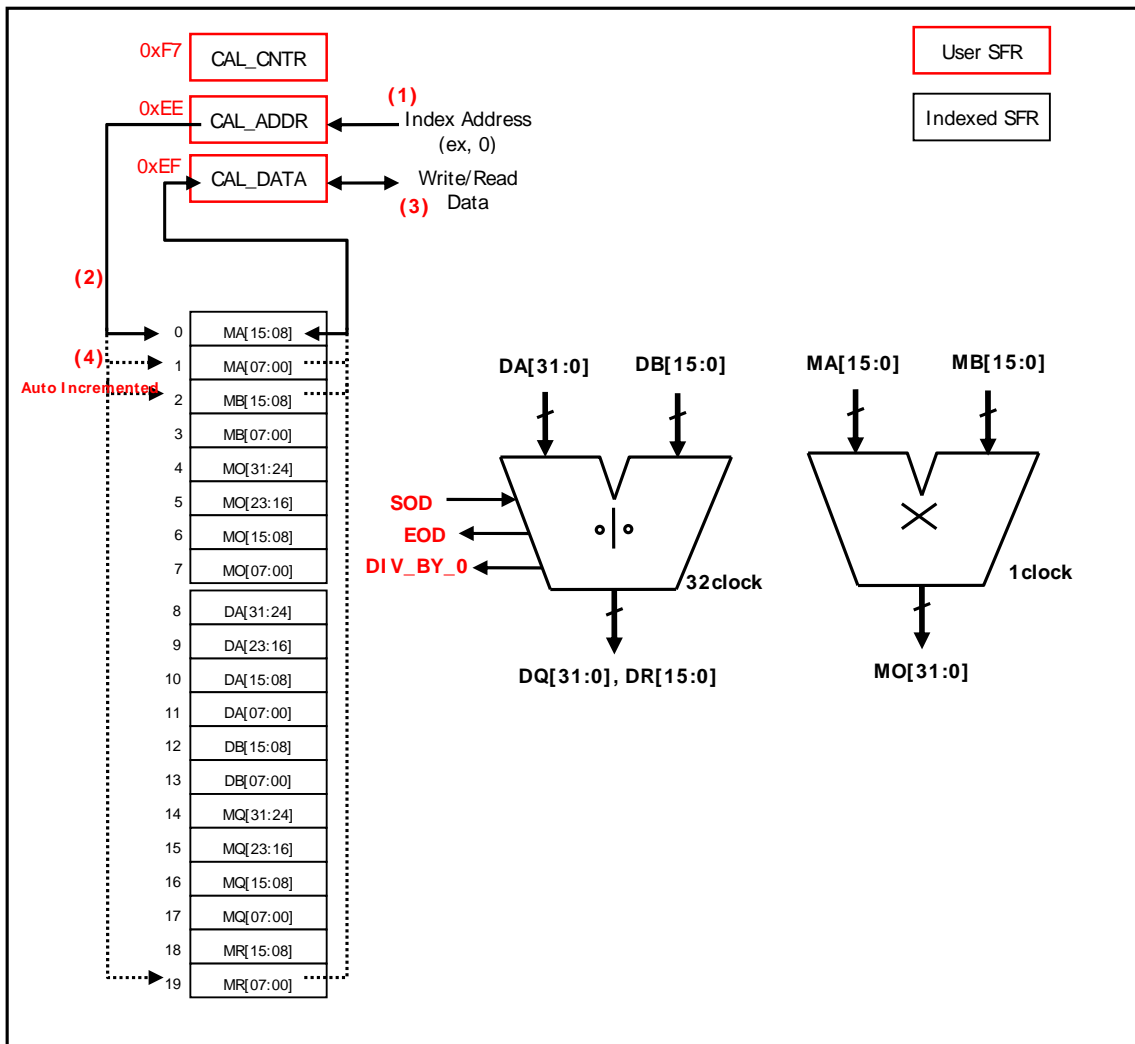 0xF7
CAL_CNTR
User SFR
0xEE
CAL_ADDR
(1)
Index Address
(ex, 0)
Indexed SFR
0xEF
CAL_DATA
Write/Read
Data
(3)
(2)
0 MA[15:08]
(4)
1 MA[07:00]
Auto Incremented
2 MB[15:08]
3 MB[07:00]
4 MO[31:24]
5 MO[23:16]
6 MO[15:08]
7 MO[07:00]
8 DA[31:24]
9 DA[23:16]
10 DA[15:08]
11 DA[07:00]
12 DB[15:08]
13 DB[07:00]
14 MQ[31:24]
15 MQ[23:16]
16 MQ[15:08]
17 MQ[07:00]
18 MR[15:08]
19 MR[07:00]
DA[31:0] DB[15:0]
SOD
EOD
DIV_BY_0
32clock
DQ[31:0], DR[15:0]
MA[15:0] MB[15:0]
1clock
MO[31:0]